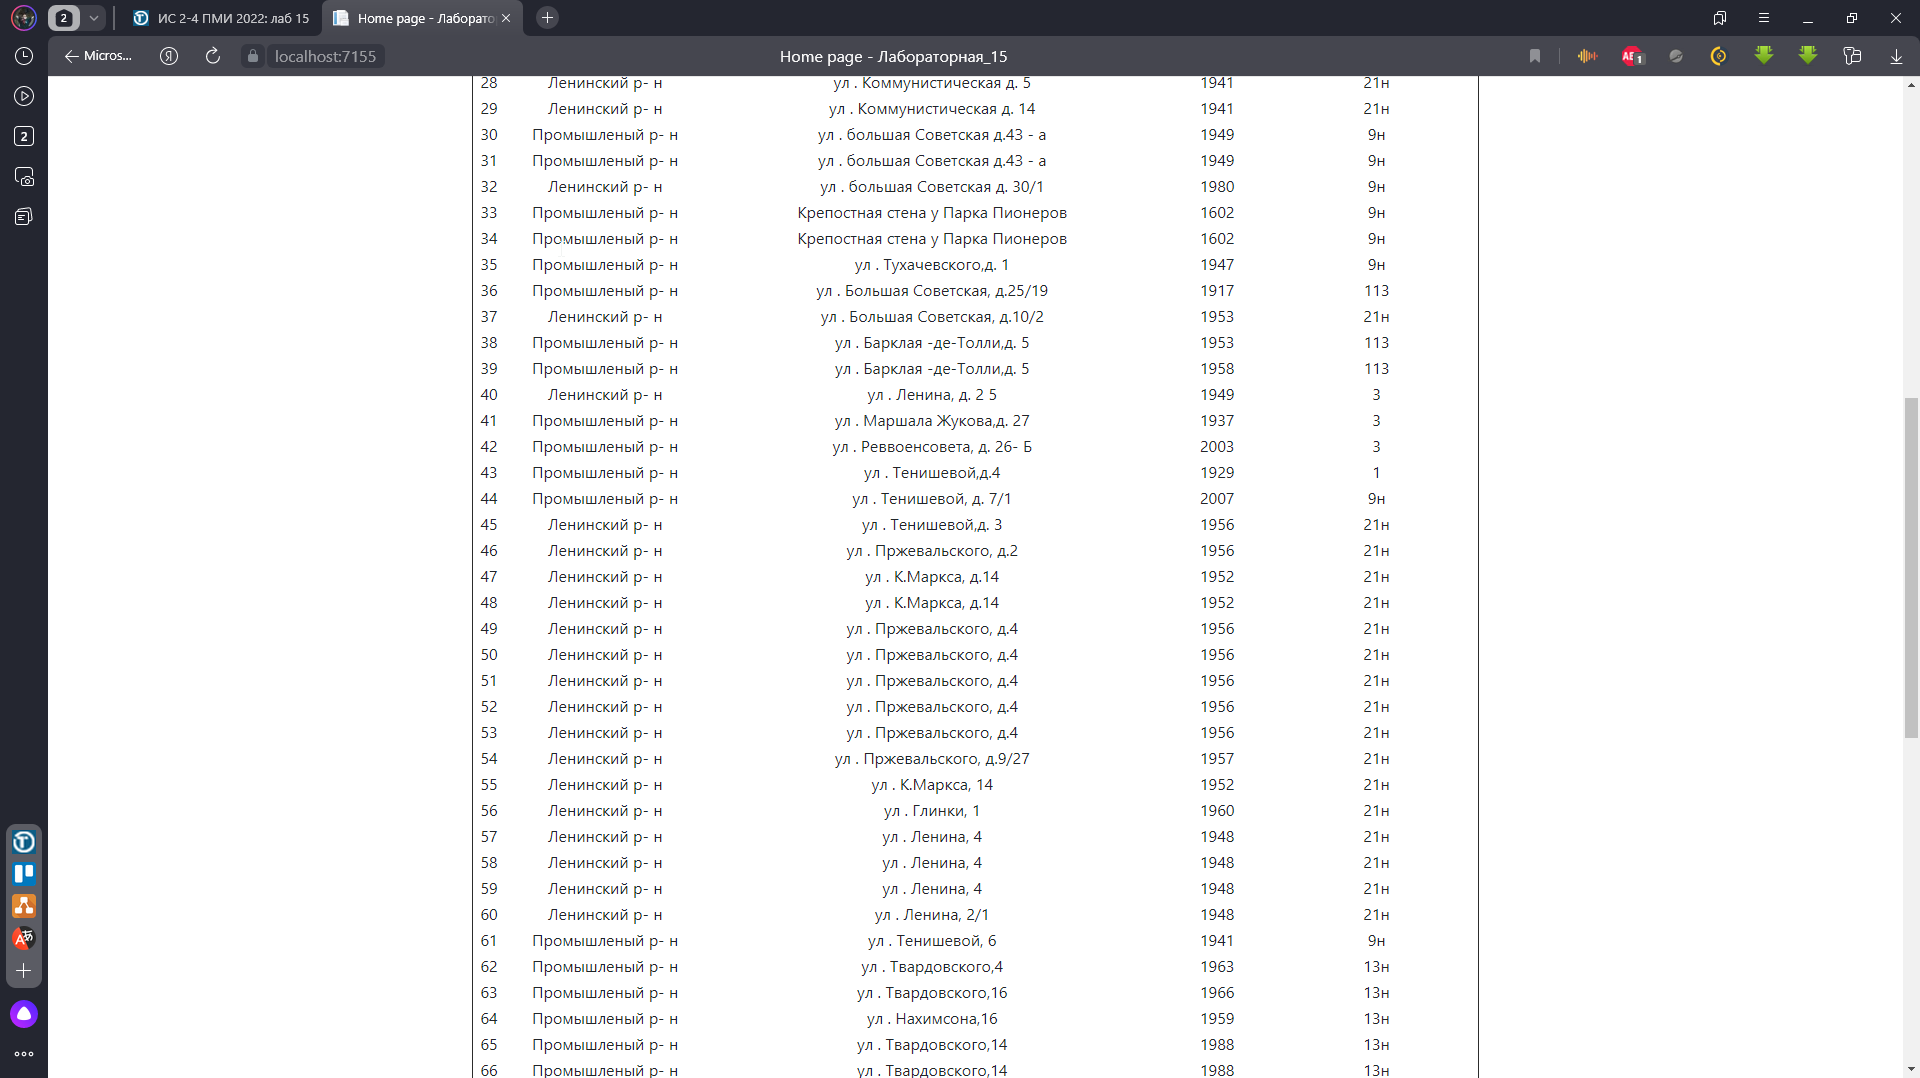 2
ИС 2-4 ПМИ 2022: лаб 15
Home page - Лаборато
Micros...
localhost:7155
Home page - Лабораторная_15
28 Ленинский р- н ул . Коммунистическая д. 5 1941 21н
29 Ленинский р- н ул . Коммунистическая д. 14 1941 21н
30 Промышленый р- н ул . большая Советская д.43 - а 1949 9н
31 Промышленый р- н ул . большая Советская д.43 - а 1949 9н
32 Ленинский р- н ул . большая Советская д. 30/1 1980 9н
33 Промышленый р- н Крепостная стена у Парка Пионеров 1602 9н
34 Промышленый р- н Крепостная стена у Парка Пионеров 1602 9н
35 Промышленый р- н ул . Тухачевского,д. 1 1947 9н
36 Промышленый р- н ул . Большая Советская, д.25/19 1917 113
37 Ленинский р- н ул . Большая Советская, д.10/2 1953 21н
38 Промышленый р- н ул . Барклая -де-Толли,д. 5 1953 113
39 Промышленый р- н ул . Барклая -де-Толли,д. 5 1958 113
40 Ленинский р- н ул . Ленина, д. 2 5 1949 3
41 Промышленый р- н ул . Маршала Жукова,д. 27 1937 3
42 Промышленый р- н ул . Реввоенсовета, д. 26- Б 2003 3
43 Промышленый р- н ул . Тенишевой,д.4 1929 1
44 Промышленый р- н ул . Тенишевой, д. 7/1 2007 9н
45 Ленинский р- н ул . Тенишевой,д. 3 1956 21н
46 Ленинский р- н ул . Пржевальского, д.2 1956 21н
47 Ленинский р- н ул . К.Маркса, д.14 1952 21н
48 Ленинский р- н ул . К.Маркса, д.14 1952 21н
49 Ленинский р- н ул . Пржевальского, д.4 1956 21н
50 Ленинский р- н ул . Пржевальского, д.4 1956 21н
51 Ленинский р- н ул . Пржевальского, д.4 1956 21н
52 Ленинский р- н ул . Пржевальского, д.4 1956 21н
53 Ленинский р- н ул . Пржевальского, д.4 1956 21н
54 Ленинский р- н ул . Пржевальского, д.9/27 1957 21н
55 Ленинский р- н ул . К.Маркса, 14 1952 21н
56 Ленинский р- н ул . Глинки, 1 1960 21н
57 Ленинский р- н ул . Ленина, 4 1948 21н
58 Ленинский р- н ул . Ленина, 4 1948 21н
59 Ленинский р- н ул . Ленина, 4 1948 21н
60 Ленинский р- н ул . Ленина, 2/1 1948 21н
61 Промышленый р- н ул . Тенишевой, 6 1941 9н
62 Промышленый р- н ул . Твардовского,4 1963 13н
63 Промышленый р- н ул . Твардовского,16 1966 13н
64 Промышленый р- н ул . Нахимсона,16 1959 13н
65 Промышленый р- н ул . Твардовского,14 1988 13н
66 Промышленый р- н ул . Твардовского,14 1988 13н